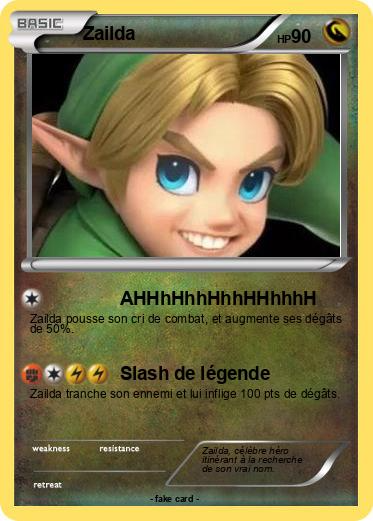 BASIC
Zailda
HP90
AHHhHhhHhhHHhhhH
Zailda pousse son cri de combat, et augmente ses dégâts
de 50%.
Slash de légende
Zailda tranche son ennemi et lui inflige 100 pts de dégâts.
weakness resistance
Zailda, célèbre héro
itinérant à la recherche
de son vrai nom.
retreat
- fake card -